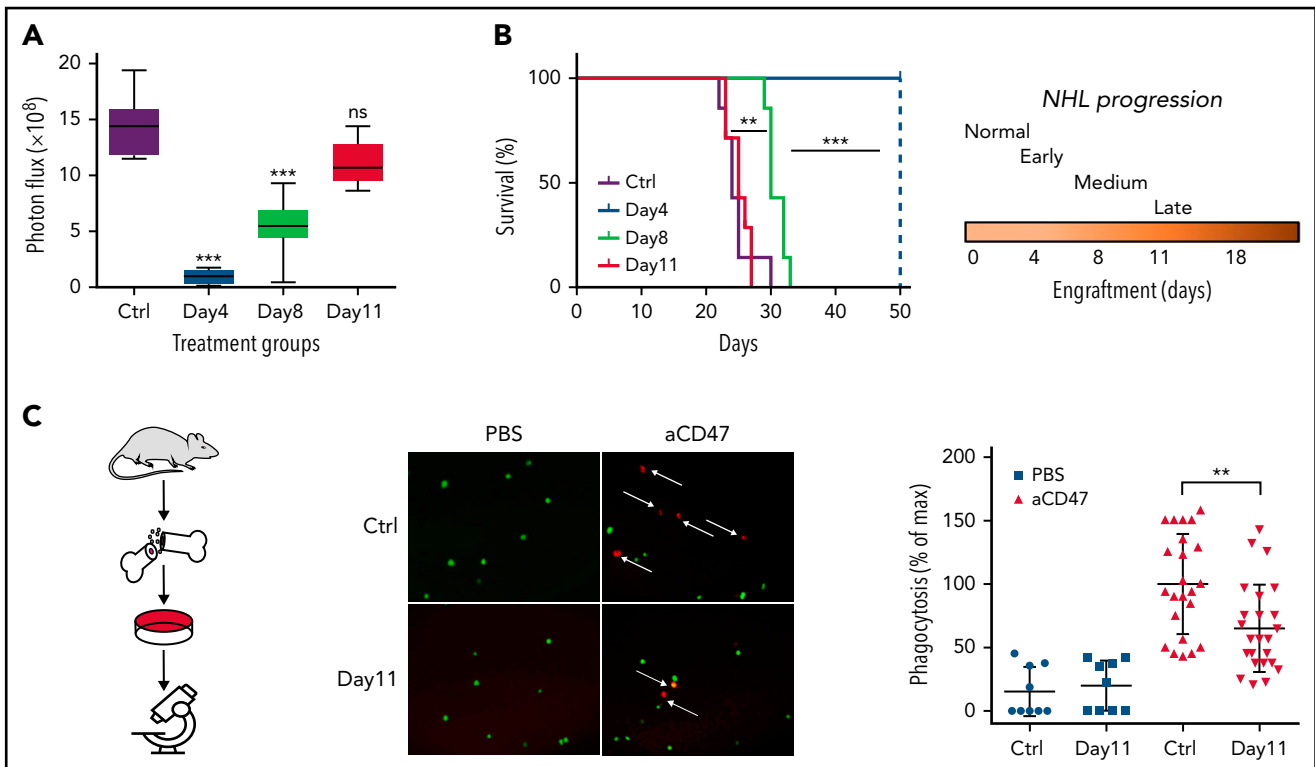 A
Photon flux (×10⁸)
20
15
10
5
0
***
***
ns
Ctrl Day4 Day8 Day11
Treatment groups
B
Survival (%)
100
50
0
**
***
Ctrl
Day4
Day8
Day11
0 10 20 30 40 50
Days
NHL progression
Normal
Early
Medium
Late
0 4 8 11 18
Engraftment (days)
C
PBS aCD47
Ctrl
Day11
Phagocytosis (% of max)
200
150
100
50
0
PBS
aCD47
**
Ctrl Day11 Ctrl Day11